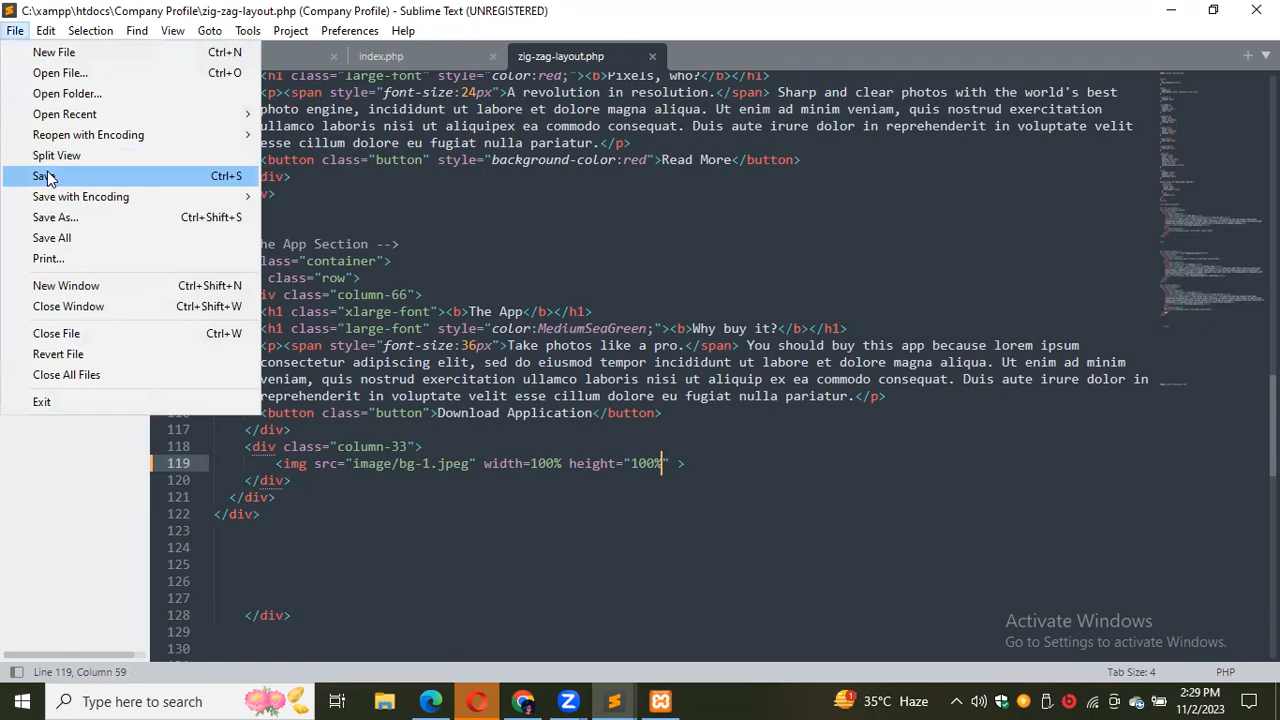 C:\xampp\htdocs\Company Profile\zig-zag-layout.php (Company Profile) - Sublime Text (UNREGISTERED)
File Edit Selection Find View Goto Tools Project Preferences Help
index.php zig-zag-layout.php
New File Ctrl+N
Open File... Ctrl+O
Open Folder...
Open Recent
Reopen with Encoding
Split View
Save Ctrl+S
Save with Encoding
Save As... Ctrl+Shift+S
Save All
Print...
New Window Ctrl+Shift+N
Close Window Ctrl+Shift+W
Close File Ctrl+W
Revert File
Close All Files
Exit
<h1 class="large-font" style="color:red;"><b>Pixels, who?</b></h1>
<p><span style="font-size:24px">A revolution in resolution.</span> Sharp and clear photos with the world's best
photo engine, incididunt ut labore et dolore magna aliqua. Ut enim ad minim veniam, quis nostrud exercitation
ullamco laboris nisi ut aliquipex ea commodo consequat. Duis aute irure dolor in reprehenderit in voluptate velit
esse cillum dolore eu fugiat nulla pariatur.</p>
<button class="button" style="background-color:red">Read More</button>
div>
v>
he App Section -->
lass="container">
class="row">
iv class="column-66">
<h1 class="xlarge-font"><b>The App</b></h1>
<h1 class="large-font" style="color:MediumSeaGreen;"><b>Why buy it?</b></h1>
<p><span style="font-size:36px">Take photos like a pro.</span> You should buy this app because lorem ipsum
consectetur adipiscing elit, sed do eiusmod tempor incididunt ut labore et dolore magna aliqua. Ut enim ad minim
veniam, quis nostrud exercitation ullamco laboris nisi ut aliquip ex ea commodo consequat. Duis aute irure dolor in
reprehenderit in voluptate velit esse cillum dolore eu fugiat nulla pariatur.</p>
<button class="button">Download Application</button>
117 </div>
118 <div class="column-33">
119 <img src="image/bg-1.jpeg" width=100% height="100%" >
120 </div>
121 </div>
122 </div>
123
124
125
126
127
128 </div>
129
130
Activate Windows
Go to Settings to activate Windows.
Line 119, Column 59 Tab Size: 4 PHP
Type here to search 1 35°C Haze 2:29 PM
11/2/2023